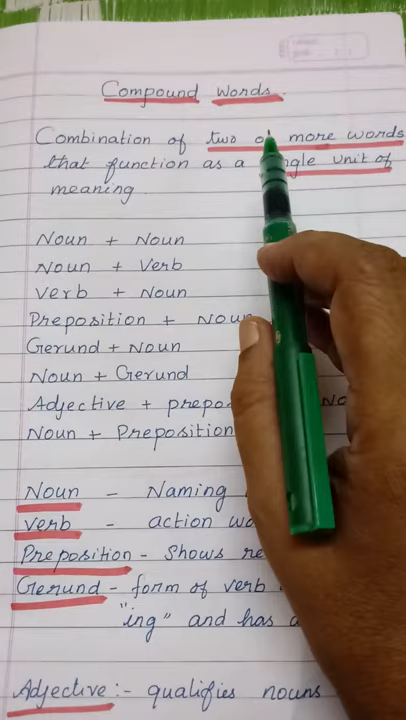 Compound Words.
Combination of two or more words
that function as a single unit of
meaning
Noun + Noun
Noun + Verb
Verb + Noun
Preposition + Noun
Gerund + Noun
Noun + Gerund
Adjective +
Noun + Preposition
Noun - Naming
Verb - action
Preposition - Shows
Gerund - form of verb
"ing" and has
Adjective :- qualifies nouns